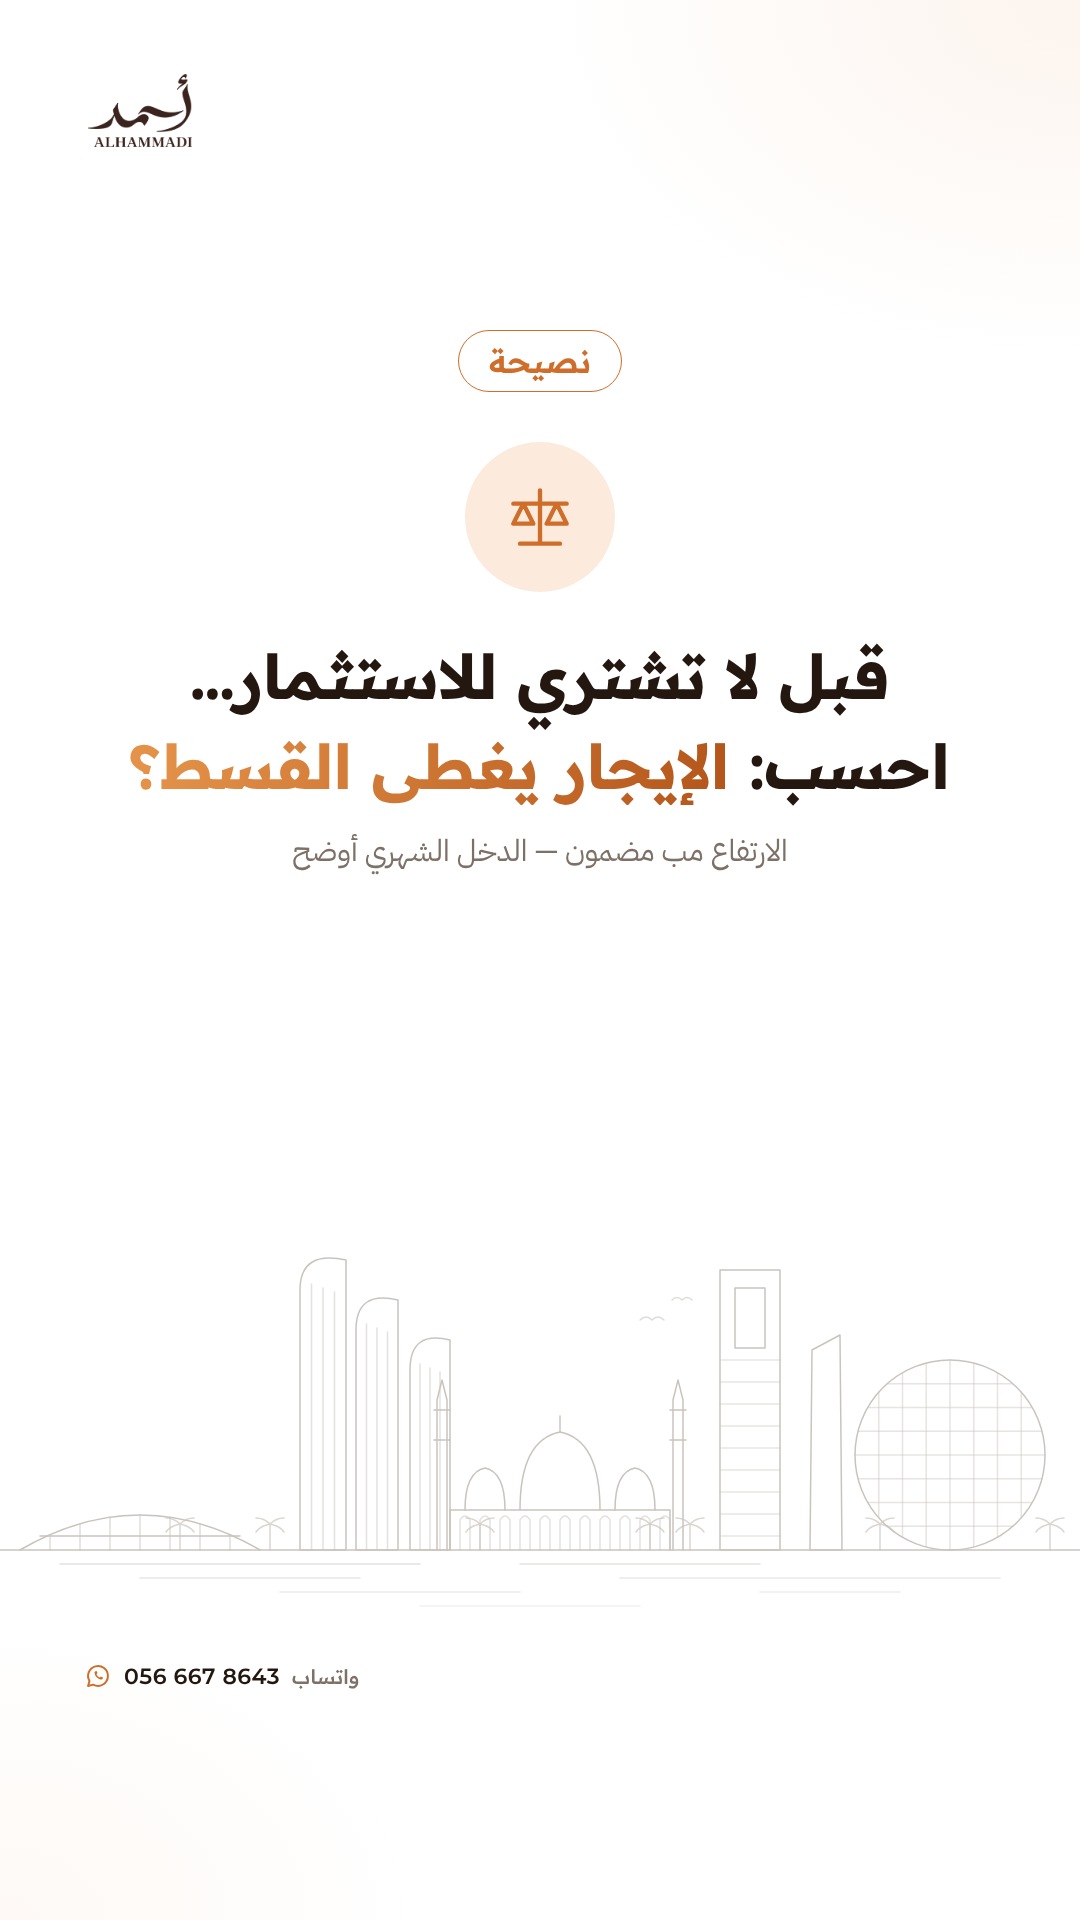 أحمد
ALHAMMADI
نصيحة
قبل لا تشتري للاستثمار...
احسب: الإيجار يغطي القسط؟
الارتفاع مب مضمون — الدخل الشهري أوضح
056 667 8643 واتساب